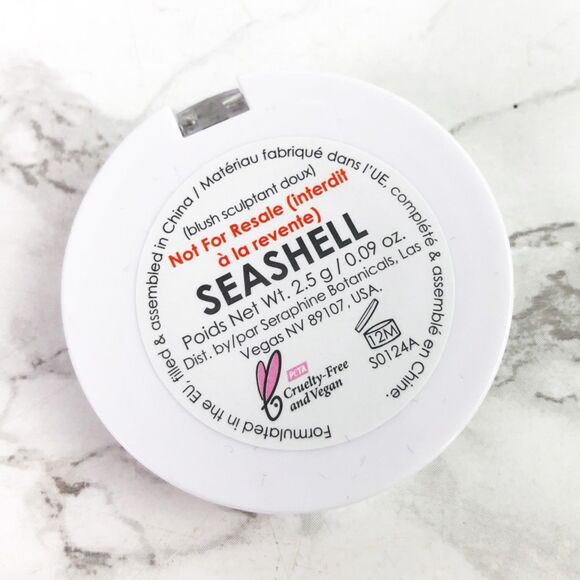 Formulated in the EU, filled & assembled in China / Matériau fabriqué dans l'UE, complété & assemblé en Chine.
(blush sculptant doux)
Not For Resale (interdit
à la revente)
SEASHELL
Poids Net Wt. 2.5 g / 0.09 oz.
Dist. by/par Seraphine Botanicals, Las
Vegas NV 89107, USA.
12M
S0124A
PETA
Cruelty-Free
and Vegan